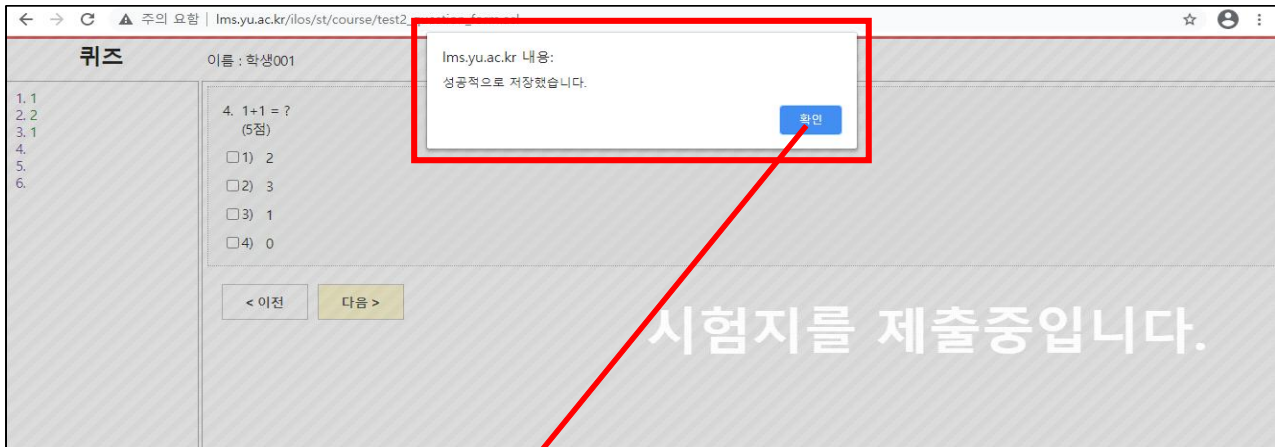 주의 요함 | lms.yu.ac.kr/ilos/st/course/test2_question_form.acl
퀴즈
이름 : 학생001
lms.yu.ac.kr 내용:
성공적으로 저장했습니다.
확인
1. 1
2. 2
3. 1
4.
5.
6.
4. 1+1 = ?
(5점)
1) 2
2) 3
3) 1
4) 0
< 이전
다음 >
시험지를 제출중입니다.